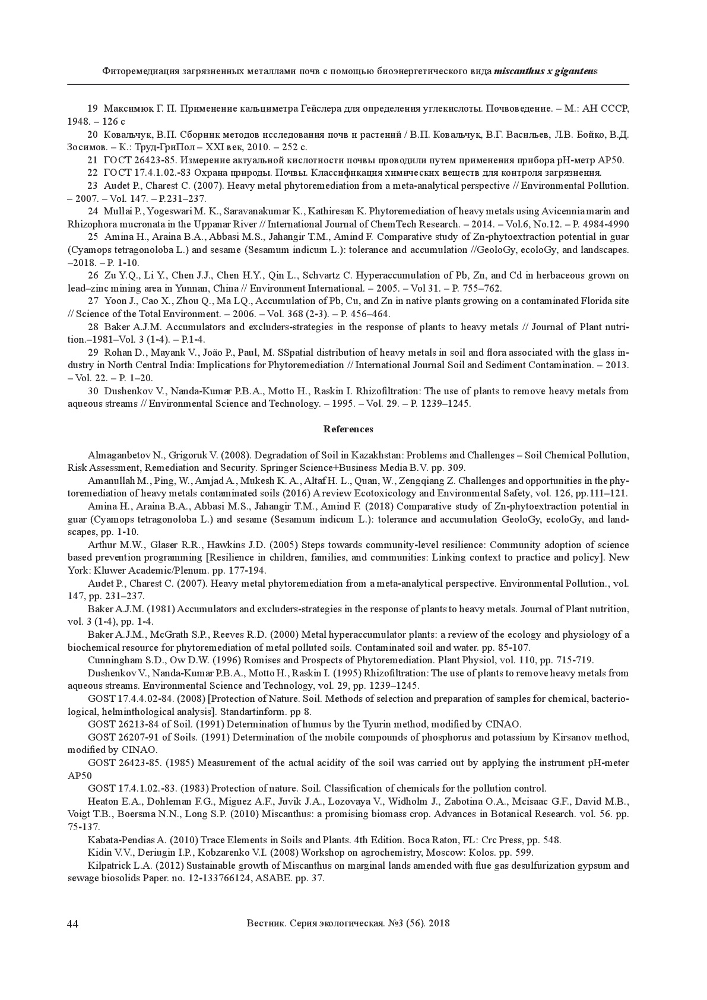 Фиторемедиация загрязненных металлами почв с помощью биоэнергетического вида miscanthus x giganteus
19 Максимюк Г. П. Применение кальциметра Гейслера для определения углекислоты. Почвоведение. – М.: АН СССР,
1948. – 126 с
20 Ковальчук, В.П. Сборник методов исследования почв и растений / В.П. Ковальчук, В.Г. Васильев, Л.В. Бойко, В.Д.
Зосимов. – К.: Труд-ГриПол – XXI век, 2010. – 252 с.
21 ГОСТ 26423-85. Измерение актуальной кислотности почвы проводили путем применения прибора pH-метр AP50.
22 ГОСТ 17.4.1.02.-83 Охрана природы. Почвы. Классификация химических веществ для контроля загрязнения.
23 Audet P., Charest C. (2007). Heavy metal phytoremediation from a meta-analytical perspective // Environmental Pollution.
– 2007. – Vol. 147. – P.231–237.
24 Mullai P., Yogeswari M. K., Saravanakumar K., Kathiresan K. Phytoremediation of heavy metals using Avicennia marin and
Rhizophora mucronata in the Uppanar River // International Journal of ChemTech Research. – 2014. – Vol.6, No.12. – P. 4984-4990
25 Amina H., Araina B.A., Abbasi M.S., Jahangir T.M., Amind F. Comparative study of Zn-phytoextraction potential in guar
(Cyamops tetragonoloba L.) and sesame (Sesamum indicum L.): tolerance and accumulation //GeoloGy, ecoloGy, and landscapes.
–2018. – P. 1-10.
26 Zu Y.Q., Li Y., Chen J.J., Chen H.Y., Qin L., Schvartz C. Hyperaccumulation of Pb, Zn, and Cd in herbaceous grown on
lead–zinc mining area in Yunnan, China // Environment International. – 2005. – Vol 31. – P. 755–762.
27 Yoon J., Cao X., Zhou Q., Ma LQ., Accumulation of Pb, Cu, and Zn in native plants growing on a contaminated Florida site
// Science of the Total Environment. – 2006. – Vol. 368 (2-3). – P. 456–464.
28 Baker A.J.M. Accumulators and excluders-strategies in the response of plants to heavy metals // Journal of Plant nutri-
tion.–1981–Vol. 3 (1-4). – P.1-4.
29 Rohan D., Mayank V., João P., Paul, M. SSpatial distribution of heavy metals in soil and flora associated with the glass in-
dustry in North Central India: Implications for Phytoremediation // International Journal Soil and Sediment Contamination. – 2013.
– Vol. 22. – P. 1–20.
30 Dushenkov V., Nanda-Kumar P.B.A., Motto H., Raskin I. Rhizofiltration: The use of plants to remove heavy metals from
aqueous streams // Environmental Science and Technology. – 1995. – Vol. 29. – P. 1239–1245.
References
Almaganbetov N., Grigoruk V. (2008). Degradation of Soil in Kazakhstan: Problems and Challenges – Soil Chemical Pollution,
Risk Assessment, Remediation and Security. Springer Science+Business Media B.V. pp. 309.
Amanullah M., Ping, W., Amjad A., Mukesh K. A., Altaf H. L., Quan, W., Zengqiang Z. Challenges and opportunities in the phy-
toremediation of heavy metals contaminated soils (2016) A review Ecotoxicology and Environmental Safety, vol. 126, pp.111–121.
Amina H., Araina B.A., Abbasi M.S., Jahangir T.M., Amind F. (2018) Comparative study of Zn-phytoextraction potential in
guar (Cyamops tetragonoloba L.) and sesame (Sesamum indicum L.): tolerance and accumulation GeoloGy, ecoloGy, and land-
scapes, pp. 1-10.
Arthur M.W., Glaser R.R., Hawkins J.D. (2005) Steps towards community-level resilience: Community adoption of science
based prevention programming [Resilience in children, families, and communities: Linking context to practice and policy]. New
York: Kluwer Academic/Plenum. pp. 177-194.
Audet P., Charest C. (2007). Heavy metal phytoremediation from a meta-analytical perspective. Environmental Pollution., vol.
147, pp. 231–237.
Baker A.J.M. (1981) Accumulators and excluders-strategies in the response of plants to heavy metals. Journal of Plant nutrition,
vol. 3 (1-4), pp. 1-4.
Baker A.J.M., McGrath S.P., Reeves R.D. (2000) Metal hyperaccumulator plants: a review of the ecology and physiology of a
biochemical resource for phytoremediation of metal polluted soils. Contaminated soil and water. pp. 85-107.
Cunningham S.D., Ow D.W. (1996) Romises and Prospects of Phytoremediation. Plant Physiol, vol. 110, pp. 715-719.
Dushenkov V., Nanda-Kumar P.B.A., Motto H., Raskin I. (1995) Rhizofiltration: The use of plants to remove heavy metals from
aqueous streams. Environmental Science and Technology, vol. 29, pp. 1239–1245.
GOST 17.4.4.02-84. (2008) [Protection of Nature. Soil. Methods of selection and preparation of samples for chemical, bacterio-
logical, helminthological analysis]. Standartinform. pp 8.
GOST 26213-84 of Soil. (1991) Determination of humus by the Tyurin method, modified by CINAO.
GOST 26207-91 of Soils. (1991) Determination of the mobile compounds of phosphorus and potassium by Kirsanov method,
modified by CINAO.
GOST 26423-85. (1985) Measurement of the actual acidity of the soil was carried out by applying the instrument pH-meter
AP50
GOST 17.4.1.02.-83. (1983) Protection of nature. Soil. Classification of chemicals for the pollution control.
Heaton E.A., Dohleman F.G., Miguez A.F., Juvik J.A., Lozovaya V., Widholm J., Zabotina O.A., Mcisaac G.F., David M.B.,
Voigt T.B., Boersma N.N., Long S.P. (2010) Miscanthus: a promising biomass crop. Advances in Botanical Research. vol. 56. pp.
75-137.
Kabata-Pendias A. (2010) Trace Elements in Soils and Plants. 4th Edition. Boca Raton, FL: Crc Press, pp. 548.
Kidin V.V., Deriugin I.P., Kobzarenko V.I. (2008) Workshop on agrochemistry, Moscow: Kolos. pp. 599.
Kilpatrick L.A. (2012) Sustainable growth of Miscanthus on marginal lands amended with flue gas desulfurization gypsum and
sewage biosolids Paper. no. 12-133766124, ASABE. pp. 37.
44
Вестник. Серия экологическая. №3 (56). 2018